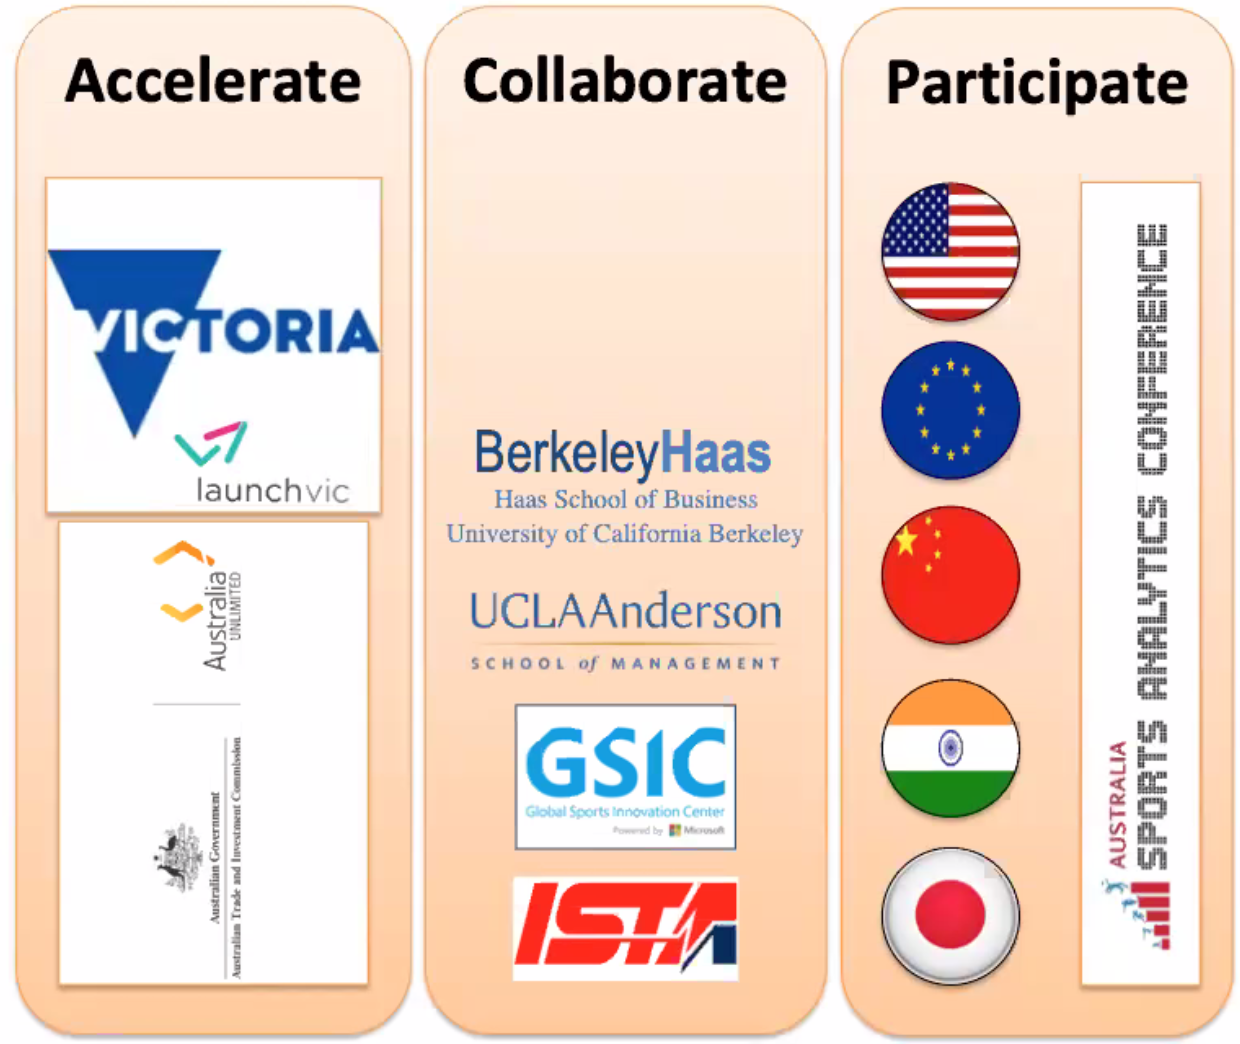 Accelerate
VICTORIA
launchvic
Australia
UNLIMITED
Australian Government
Australian Trade and Investment Commission
Collaborate
BerkeleyHaas
Haas School of Business
University of California Berkeley
UCLAAnderson
SCHOOL of MANAGEMENT
GSIC
Global Sports Innovation Center
Powered by Microsoft
ISTA
Participate
AUSTRALIA
SPORTS ANALYTICS CONFERENCE